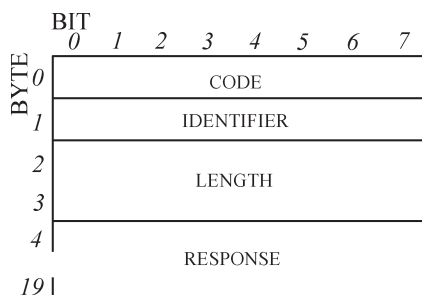 BIT
0 1 2 3 4 5 6 7
BYTE
0 CODE
1 IDENTIFIER
2
LENGTH
3
4
RESPONSE
19